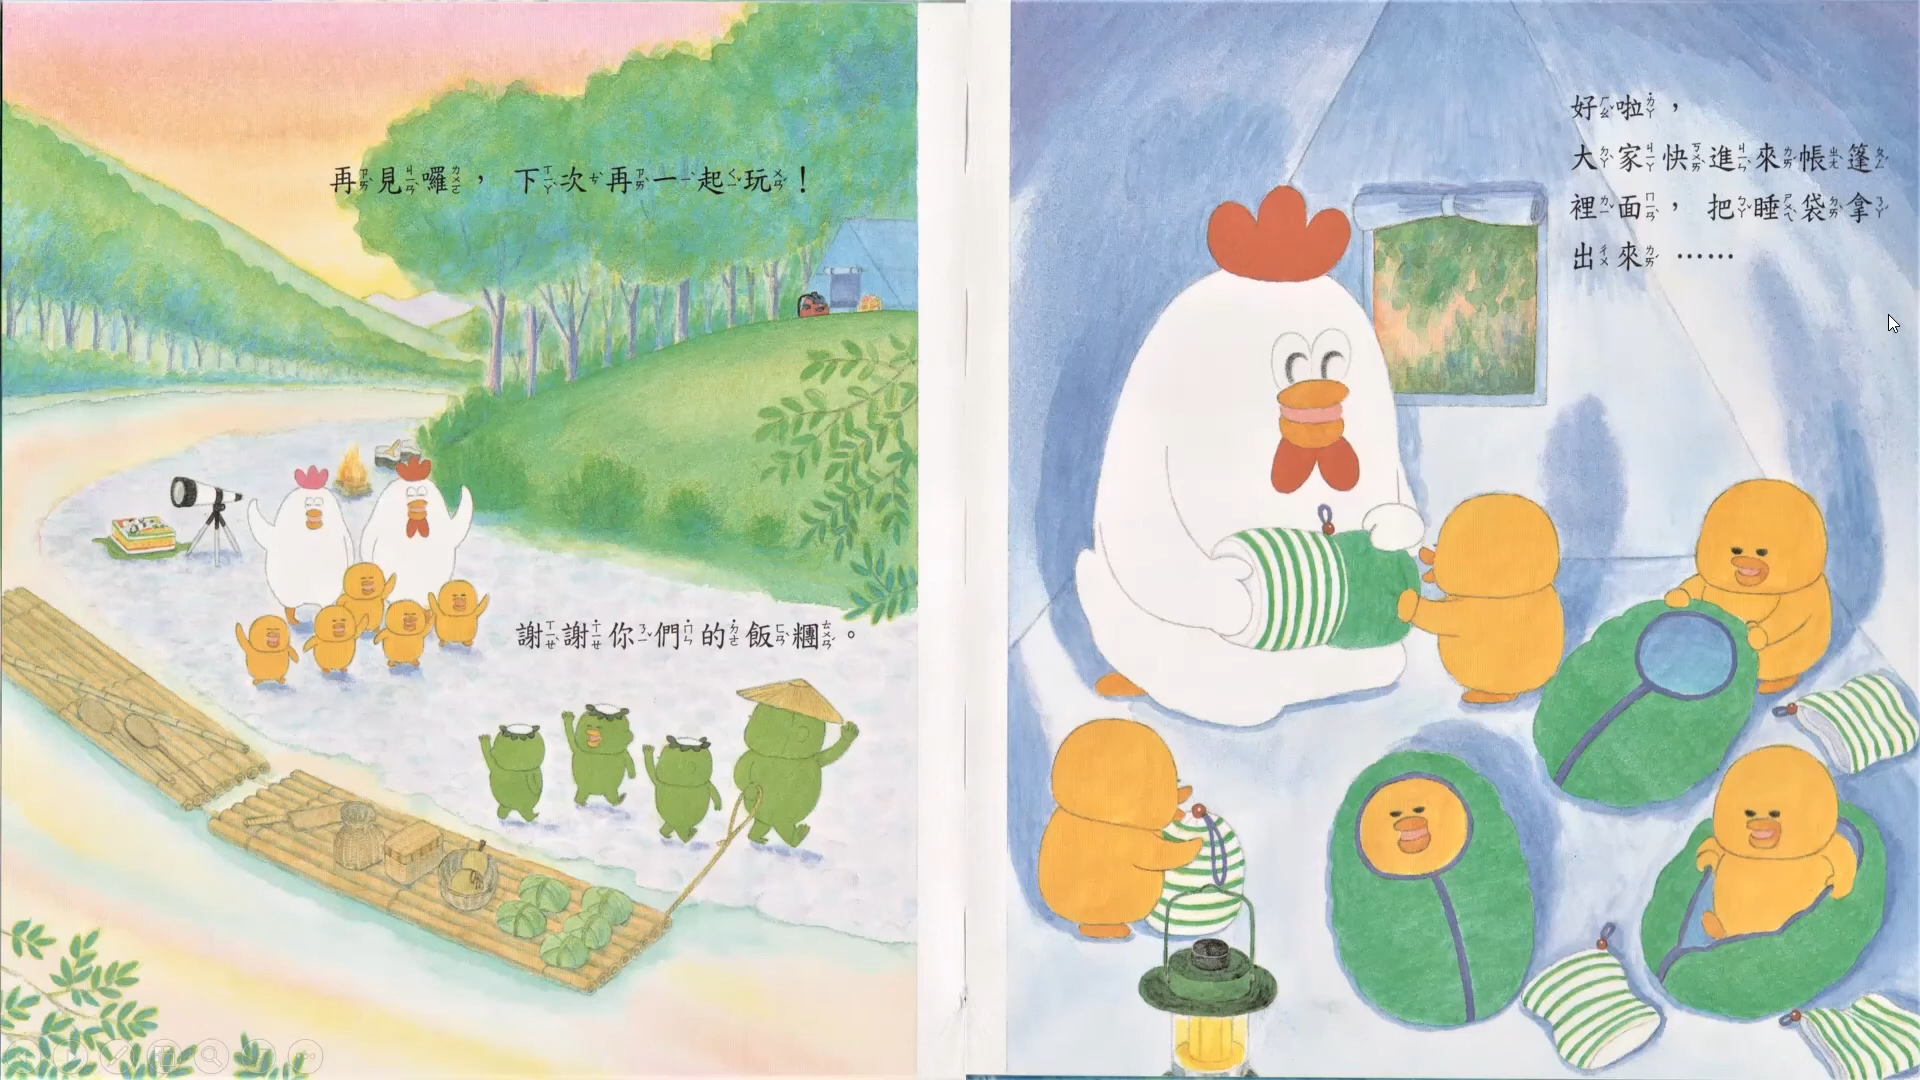 再見囉，下次再一起玩！
謝謝你們的飯糰。
好啦，
大家快進來帳篷
裡面，把睡袋拿
出來……